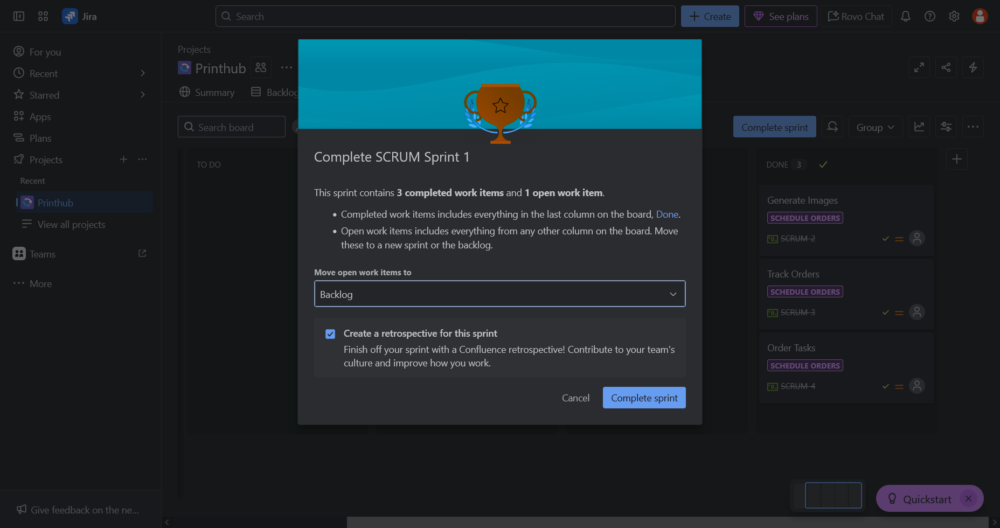 Jira
Search
Create
See plans
Rovo Chat
For you
Recent
Starred
Apps
Plans
Projects
Recent
Printhub
View all projects
Teams
More
Give feedback on the ne...
Projects
Printhub
Summary
Backlog
Search board
Complete sprint
Group
TO DO
DONE 3
Generate Images
SCHEDULE ORDERS
SCRUM-2
Track Orders
SCHEDULE ORDERS
SCRUM-3
Order Tasks
SCHEDULE ORDERS
SCRUM-4
Complete SCRUM Sprint 1
This sprint contains 3 completed work items and 1 open work item.
• Completed work items includes everything in the last column on the board, Done.
• Open work items includes everything from any other column on the board. Move
these to a new sprint or the backlog.
Move open work items to
Backlog
Create a retrospective for this sprint
Finish off your sprint with a Confluence retrospective! Contribute to your team's
culture and improve how you work.
Cancel
Complete sprint
Quickstart